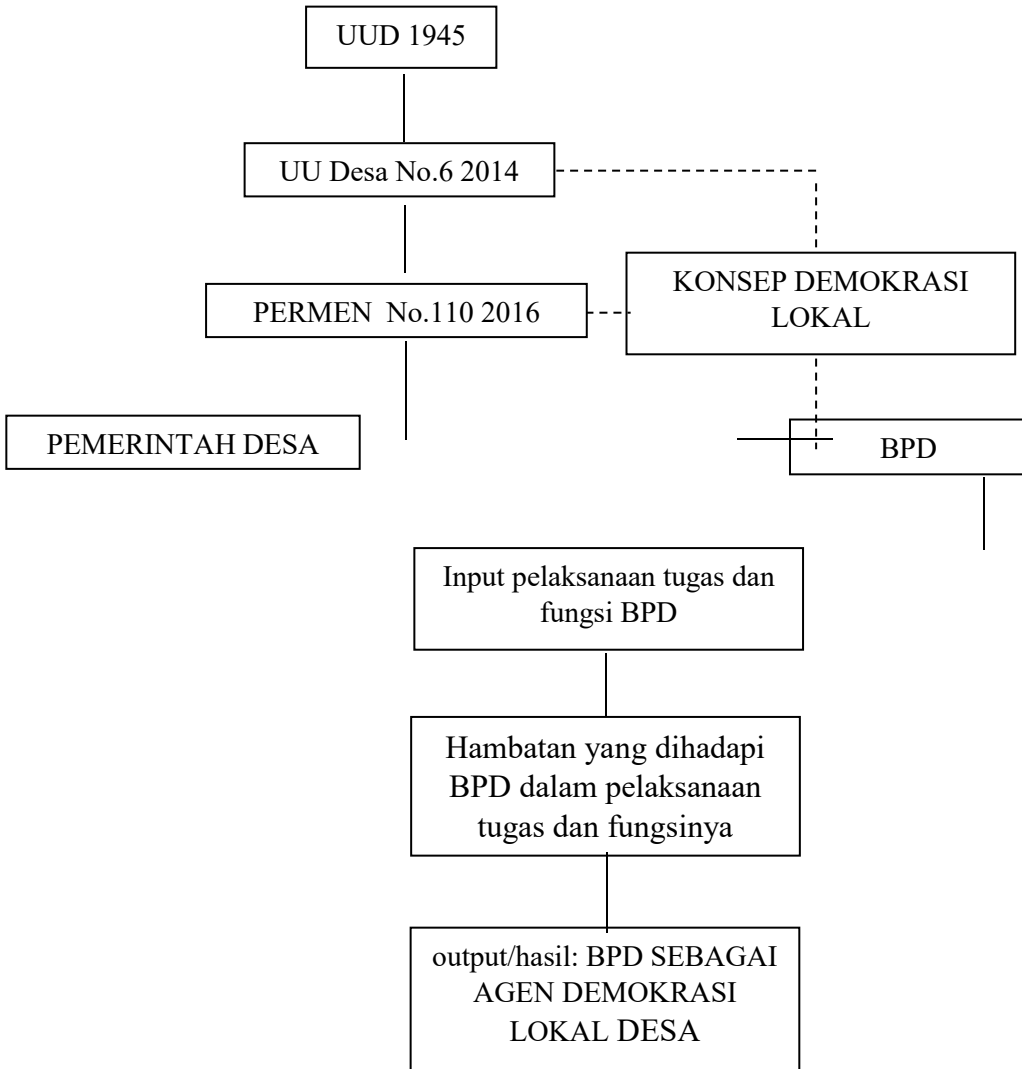 UUD 1945
UU Desa No.6 2014
KONSEP DEMOKRASI
LOKAL
PERMEN No.110 2016
PEMERINTAH DESA
BPD
Input pelaksanaan tugas dan
fungsi BPD
Hambatan yang dihadapi
BPD dalam pelaksanaan
tugas dan fungsinya
output/hasil: BPD SEBAGAI
AGEN DEMOKRASI
LOKAL DESA